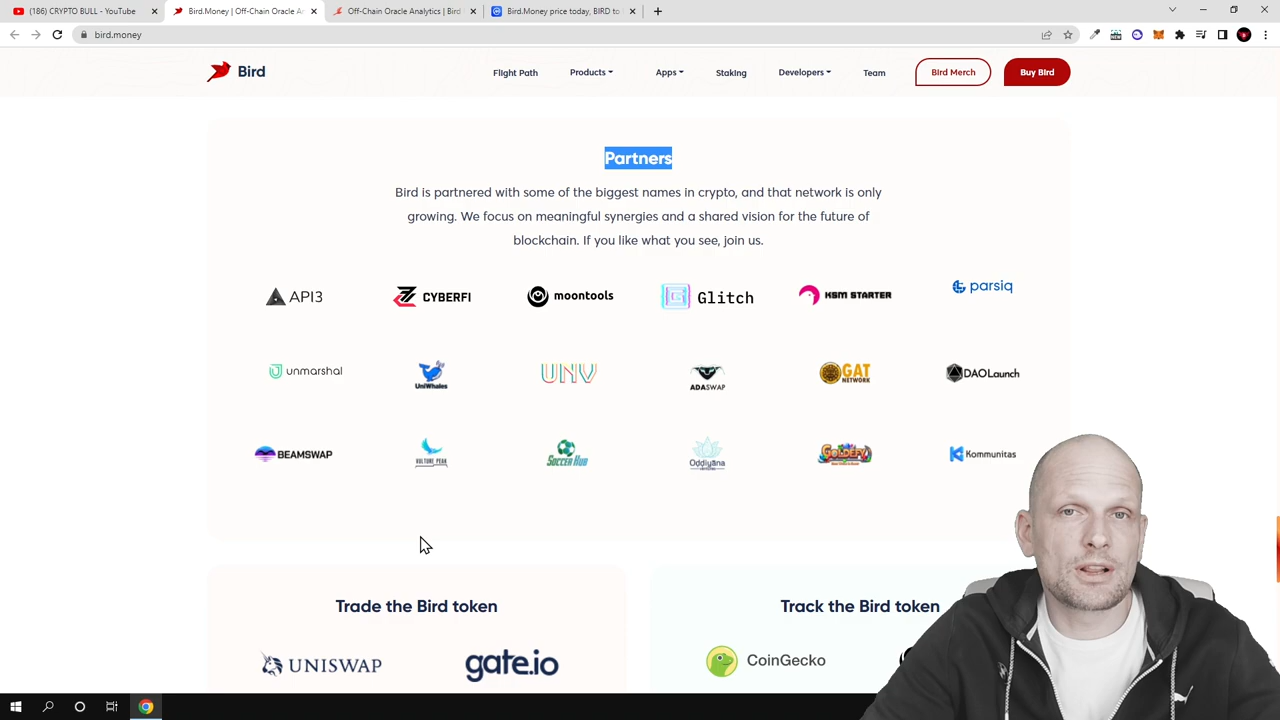 (186) CRYPTO BULL - YouTube
Bird.Money | Off-Chain Oracle An
Off-Chain Oracle Analytics | Bird
Bird.Money price today, BIRD to
bird.money
Bird
Flight Path
Products
Apps
Staking
Developers
Team
Bird Merch
Buy Bird
Partners
Bird is partnered with some of the biggest names in crypto, and that network is only
growing. We focus on meaningful synergies and a shared vision for the future of
blockchain. If you like what you see, join us.
API3
CYBERFI
moontools
Glitch
KSM STARTER
parsiq
unmarshal
UniWhales
UNV
ADASWAP
GAT NETWORK
DAOLaunch
BEAMSWAP
VULTURE PEAK
SOCCER HUB
Oddiyana
GOLDEFY
Kommunitas
Trade the Bird token
Track the Bird token
UNISWAP
gate.io
CoinGecko